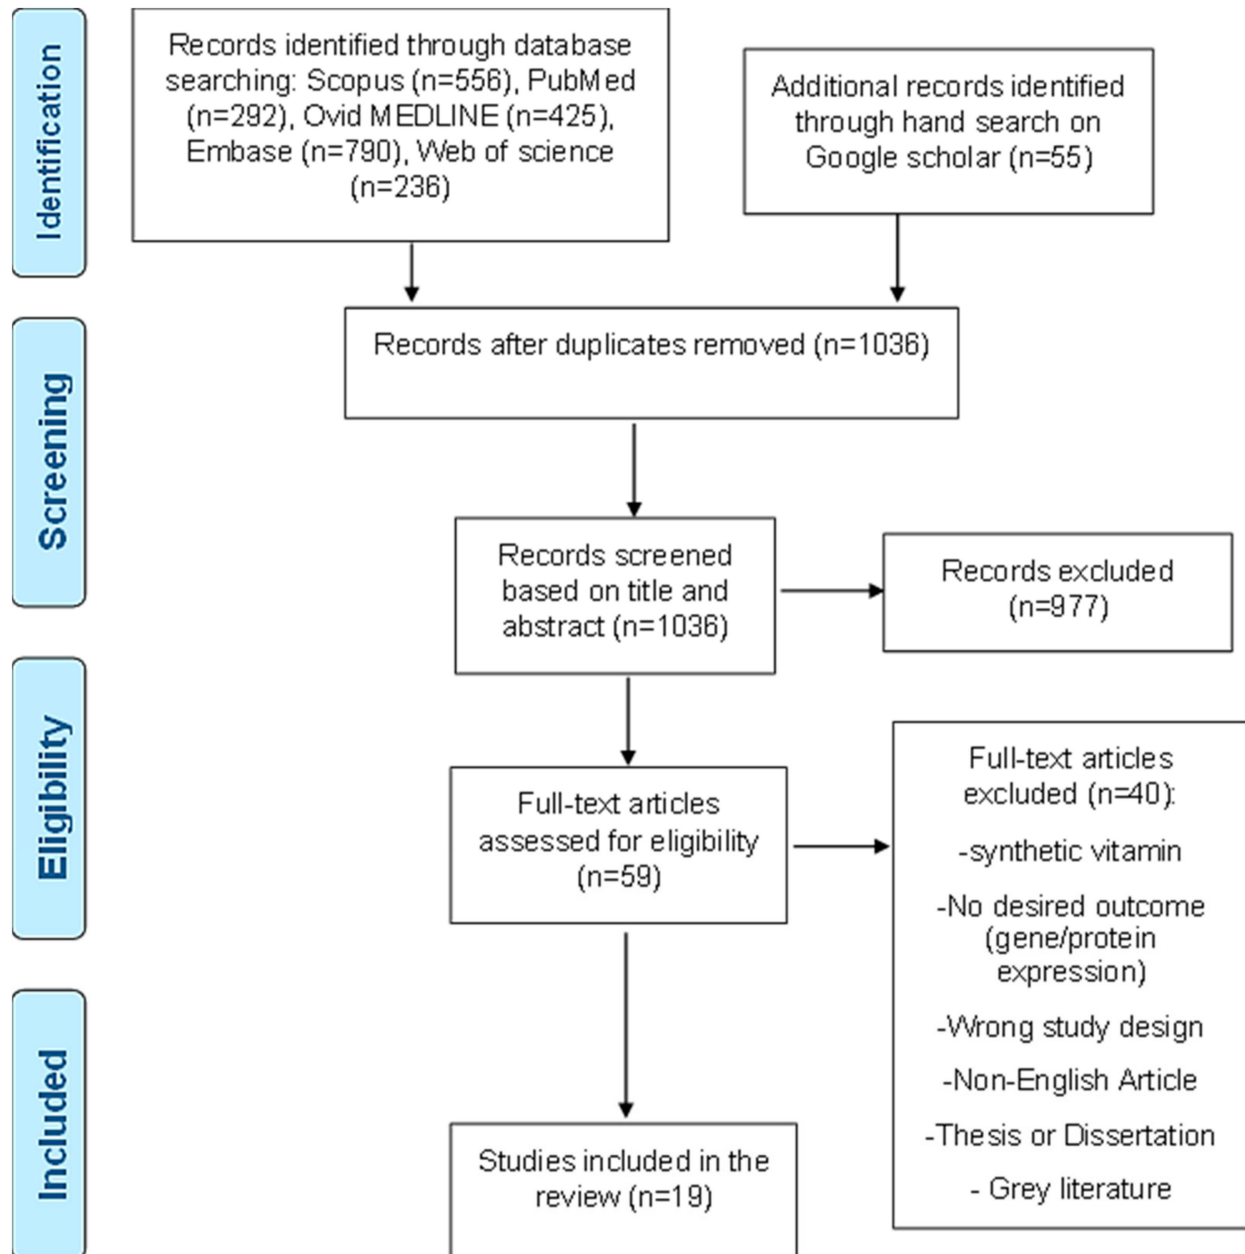 Identification
Records identified through database
searching: Scopus (n=556), PubMed
(n=292), Ovid MEDLINE (n=425),
Embase (n=790), Web of science
(n=236)
Additional records identified
through hand search on
Google scholar (n=55)
Screening
Records after duplicates removed (n=1036)
Records screened
based on title and
abstract (n=1036)
Records excluded
(n=977)
Eligibility
Full-text articles
assessed for eligibility
(n=59)
Full-text articles
excluded (n=40):
-synthetic vitamin
-No desired outcome
(gene/protein
expression)
-Wrong study design
-Non-English Article
-Thesis or Dissertation
- Grey literature
Included
Studies included in the
review (n=19)